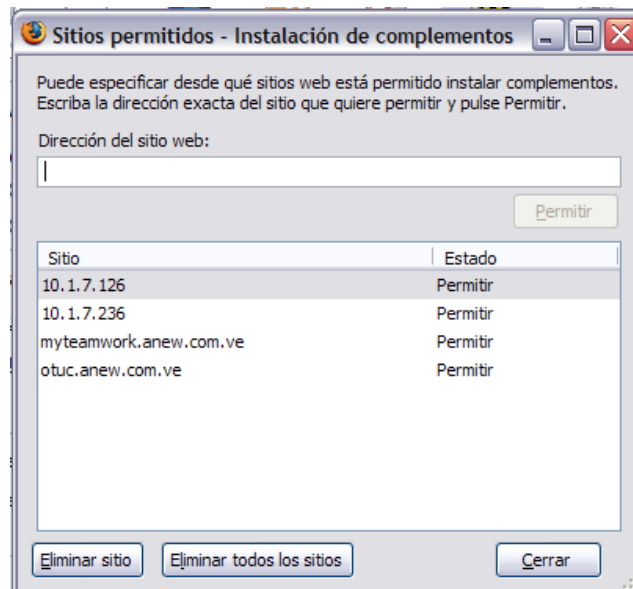 Sitios permitidos - Instalación de complementos
Puede especificar desde qué sitios web está permitido instalar complementos.
Escriba la dirección exacta del sitio que quiere permitir y pulse Permitir.
Dirección del sitio web:
Permitir
Sitio Estado
10.1.7.126 Permitir
10.1.7.236 Permitir
myteamwork.anew.com.ve Permitir
otuc.anew.com.ve Permitir
Eliminar sitio Eliminar todos los sitios Cerrar